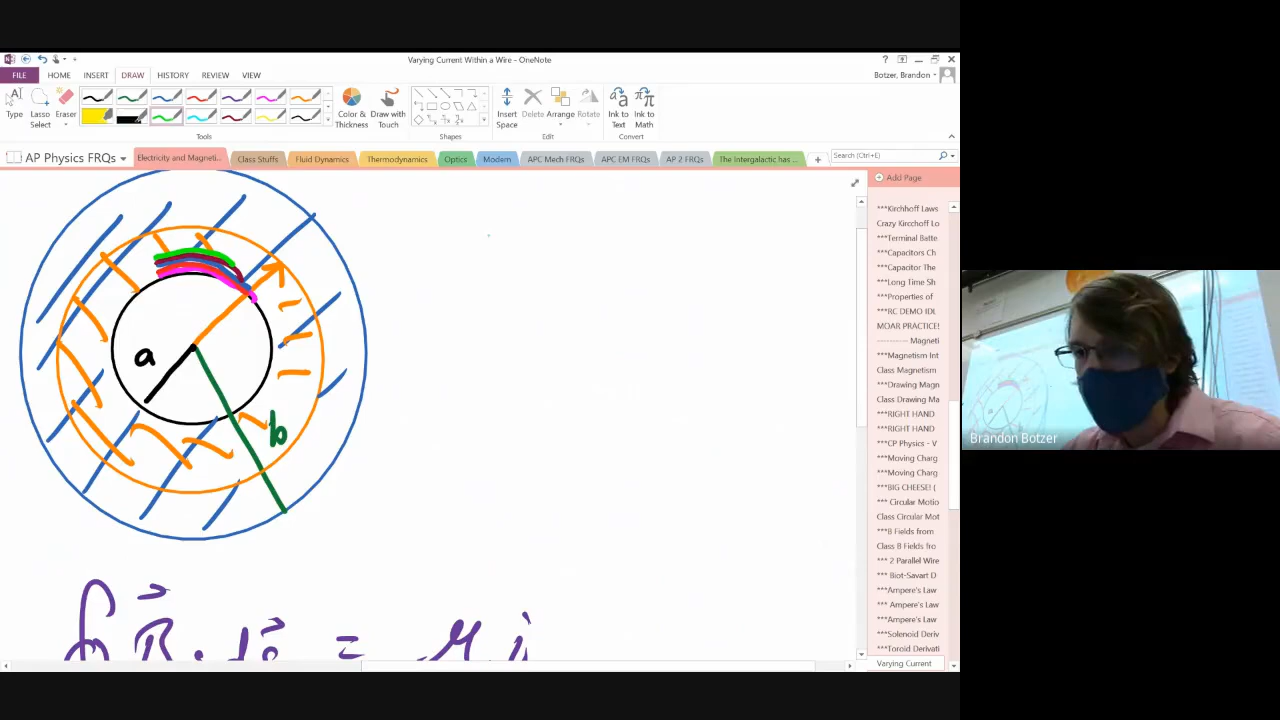 Varying Current Within a Wire - OneNote
FILE HOME INSERT DRAW HISTORY REVIEW VIEW
Botzer, Brandon
Type Lasso Select Eraser Color & Thickness Draw with Touch Insert Space Delete Arrange Rotate Ink to Text Ink to Math
Tools Shapes Edit Convert
AP Physics FRQs Electricity and Magneti... Class Stuffs Fluid Dynamics Thermodynamics Optics Modern APC Mech FRQs APC EM FRQs AP 2 FRQs The Intergalactic has ... Search (Ctrl+E)
Add Page
***Kirchhoff Laws
Crazy Kircchoff Lo
***Terminal Batte
***Capacitors Ch
***Capacitor The
***Long Time Sh
***Properties of
***RC DEMO IDL
MOAR PRACTICE!
---------- Magneti
***Magnetism Int
Class Magnetism
***Drawing Magn
Class Drawing Ma
***RIGHT HAND
***RIGHT HAND
***CP Physics - V
***Moving Charg
***Moving Charg
***BIG CHEESE! (
*** Circular Motio
Class Circular Mot
***B Fields from
Class B Fields fro
*** 2 Parallel Wire
*** Biot-Savart D
***Ampere's Law
*** Ampere's Law
***Ampere's Law
***Solenoid Deriv
***Toroid Derivati
Varying Current
a
b
∮ B⃗ · dℓ⃗ = μ i
Brandon Botzer